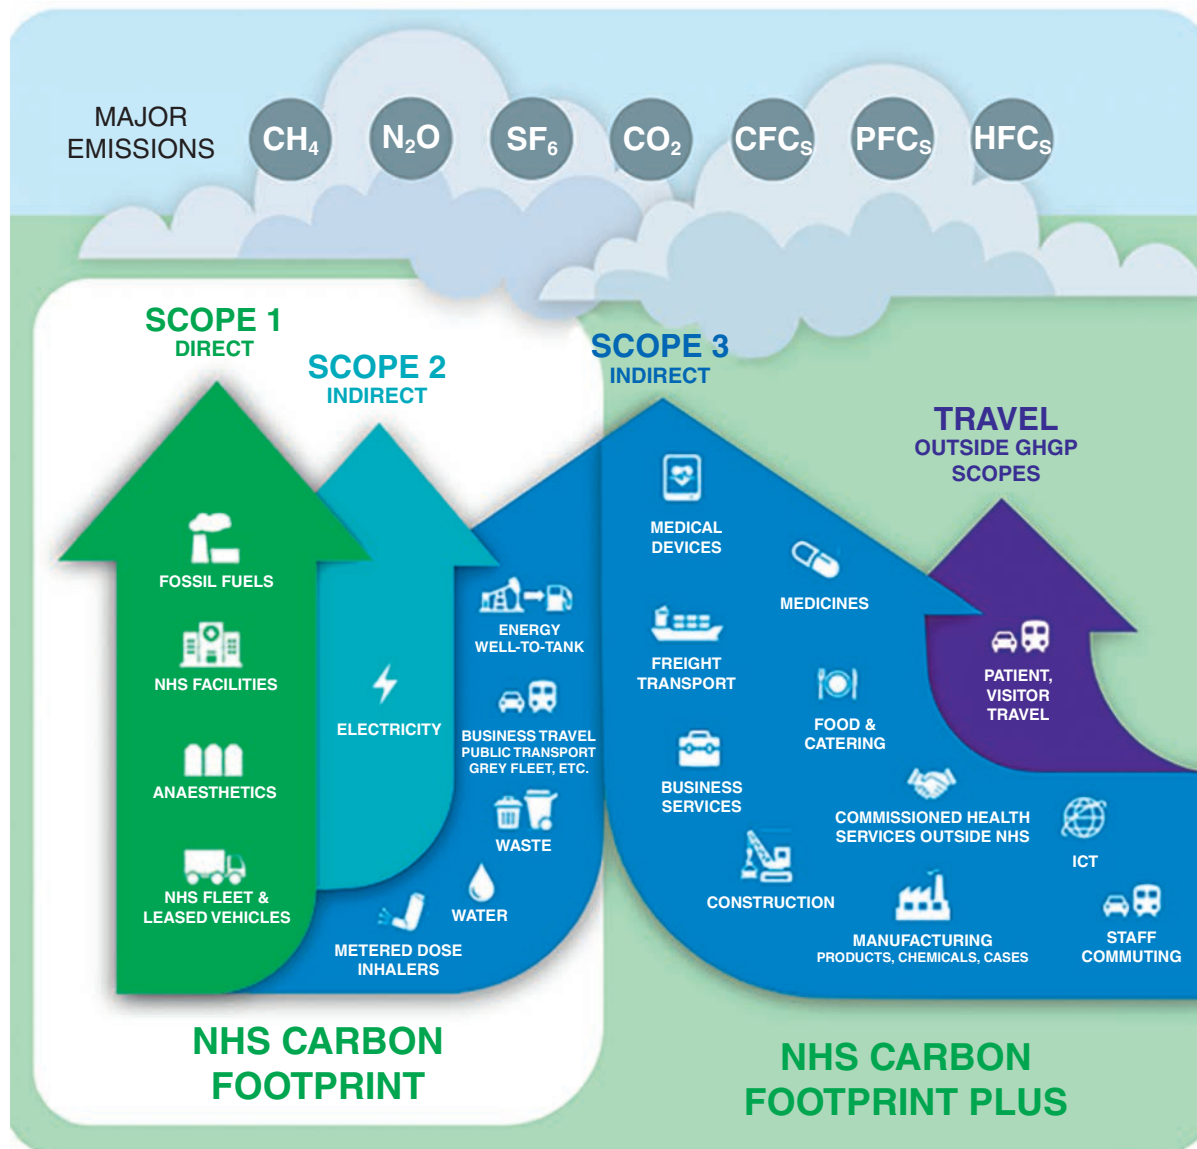 MAJOR
EMISSIONS
CH₄
N₂O
SF₆
CO₂
CFCS
PFCS
HFCS
SCOPE 1
DIRECT
SCOPE 2
INDIRECT
SCOPE 3
INDIRECT
TRAVEL
OUTSIDE GHGP
SCOPES
FOSSIL FUELS
NHS FACILITIES
ANAESTHETICS
NHS FLEET &
LEASED VEHICLES
ELECTRICITY
ENERGY
WELL-TO-TANK
BUSINESS TRAVEL
PUBLIC TRANSPORT
GREY FLEET, ETC.
WASTE
WATER
METERED DOSE
INHALERS
MEDICAL
DEVICES
MEDICINES
FREIGHT
TRANSPORT
FOOD &
CATERING
BUSINESS
SERVICES
COMMISSIONED HEALTH
SERVICES OUTSIDE NHS
CONSTRUCTION
MANUFACTURING
PRODUCTS, CHEMICALS, CASES
ICT
STAFF
COMMUTING
PATIENT,
VISITOR
TRAVEL
NHS CARBON
FOOTPRINT
NHS CARBON
FOOTPRINT PLUS